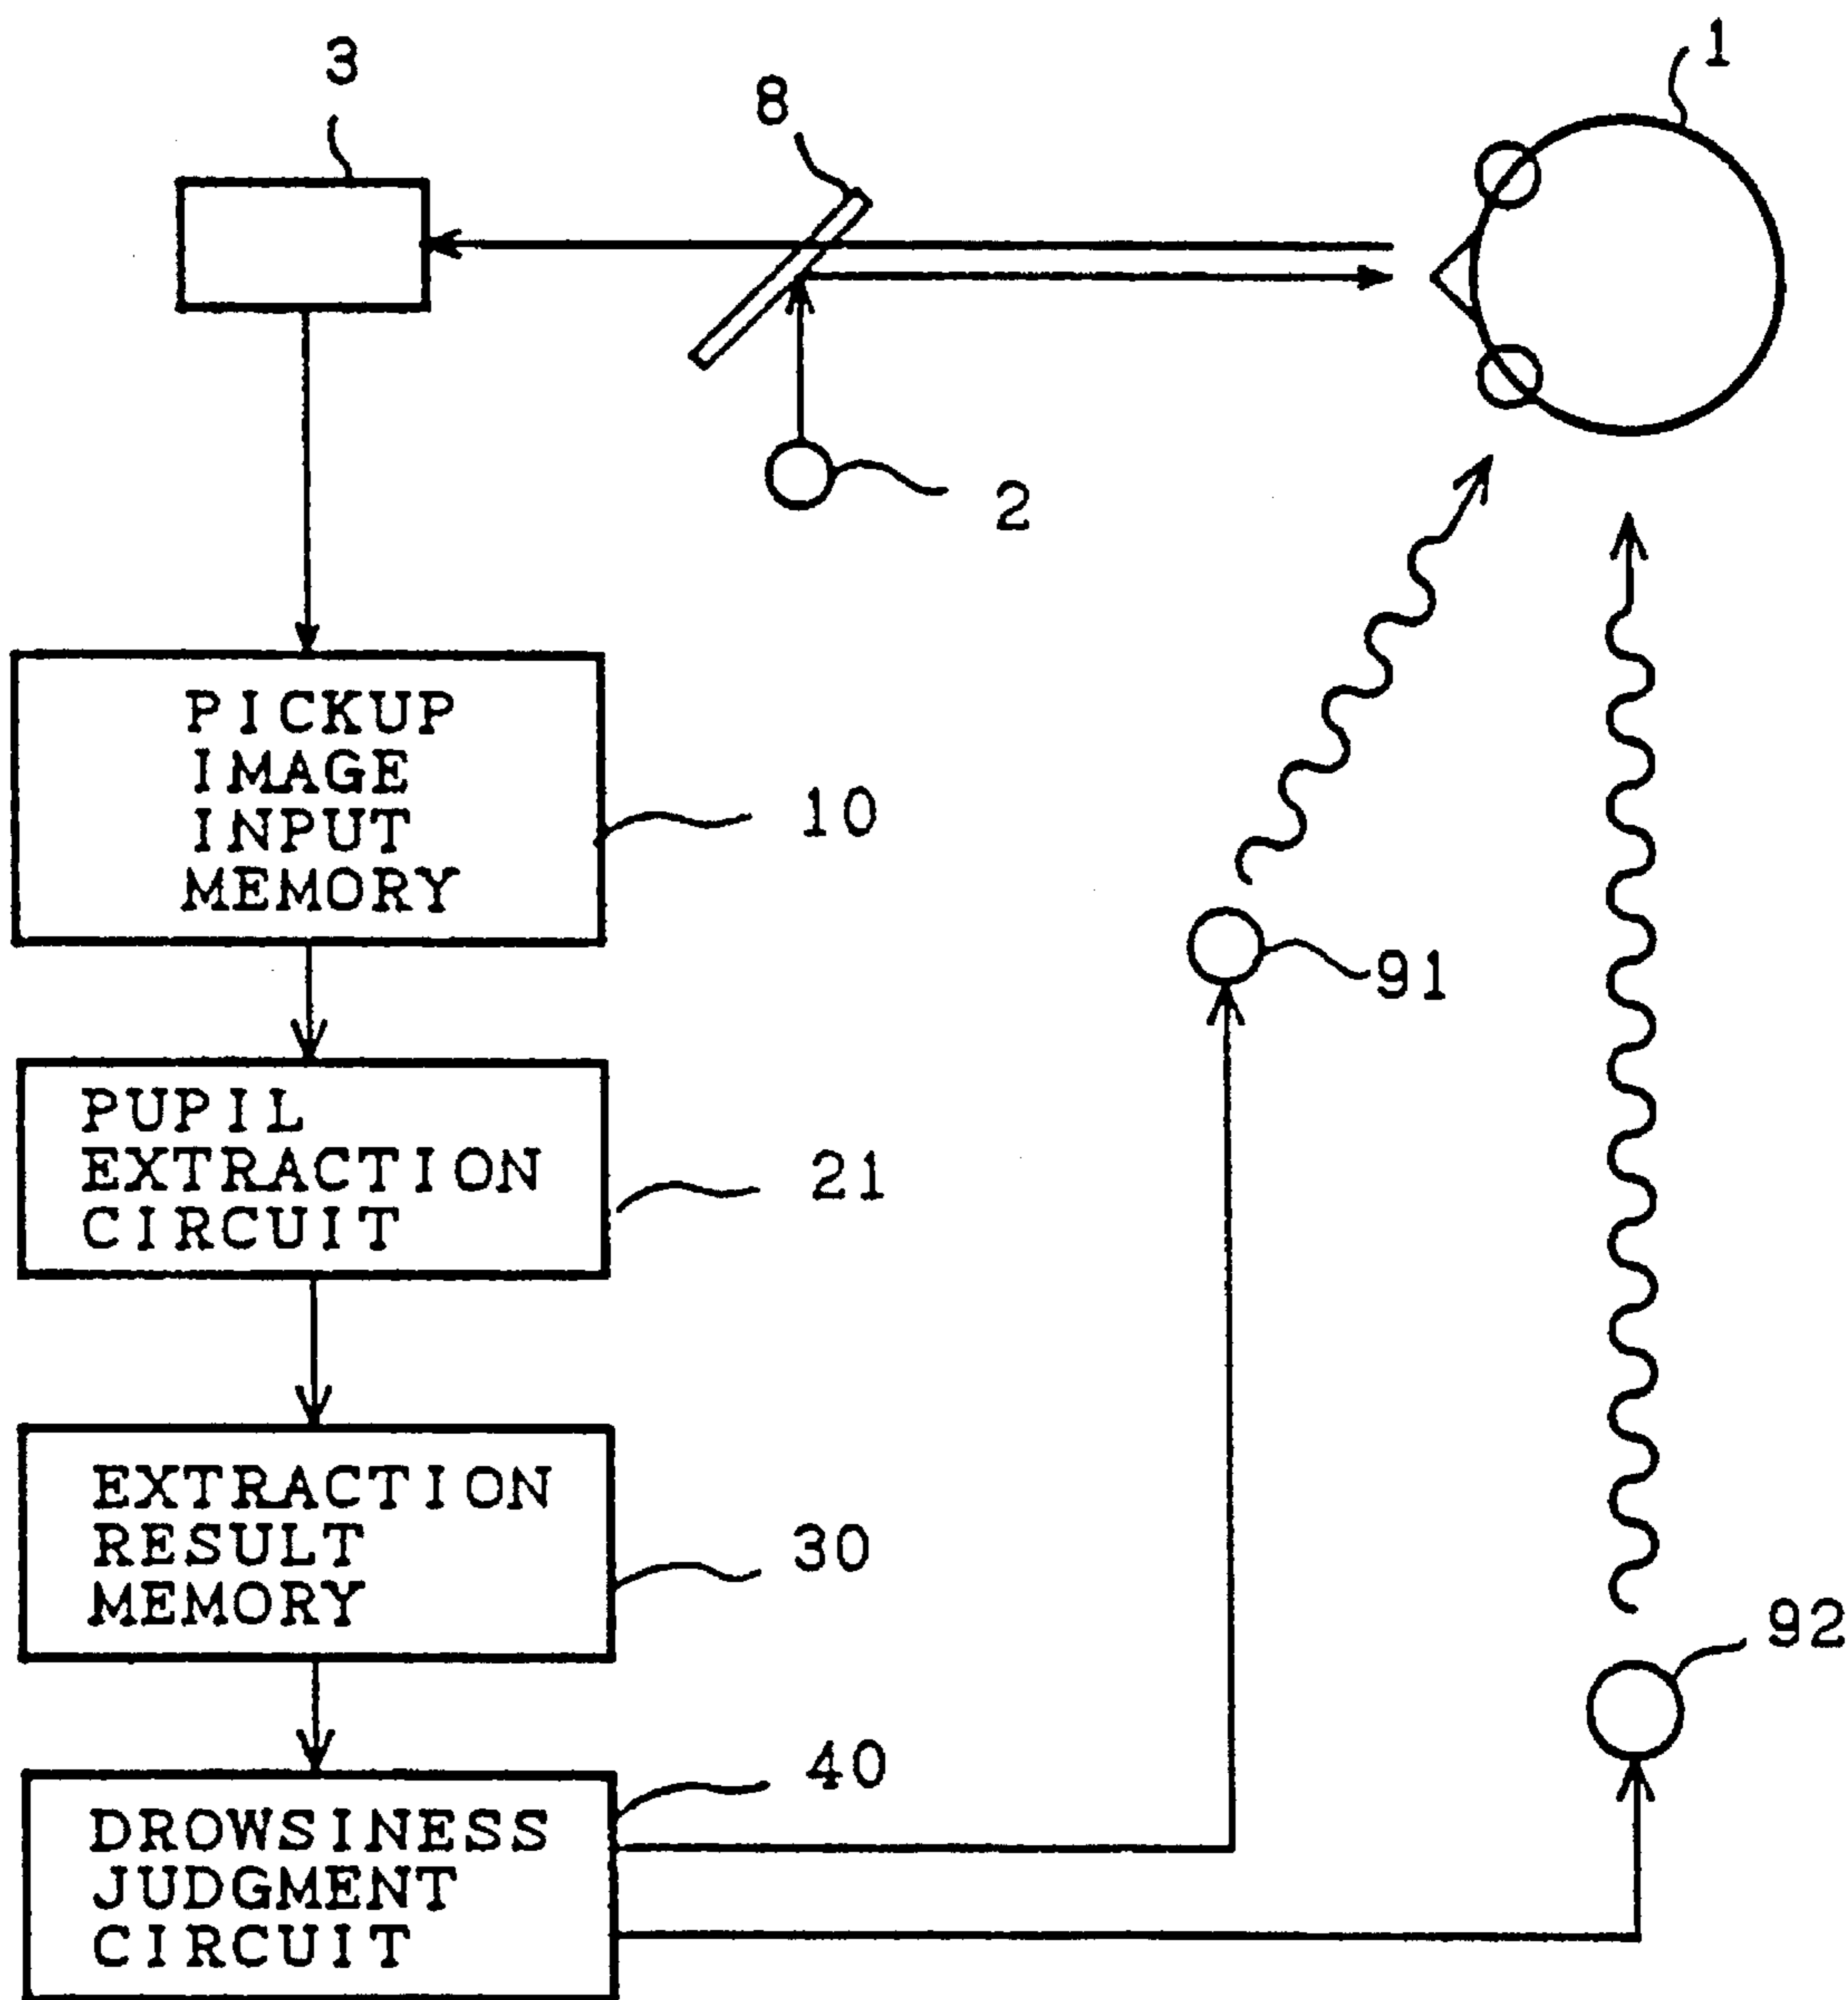 3
8
1
2
PICKUP
IMAGE
INPUT
MEMORY
10
91
PUPIL
EXTRACTION
CIRCUIT
21
EXTRACTION
RESULT
MEMORY
30
92
40
DROWSINESS
JUDGMENT
CIRCUIT